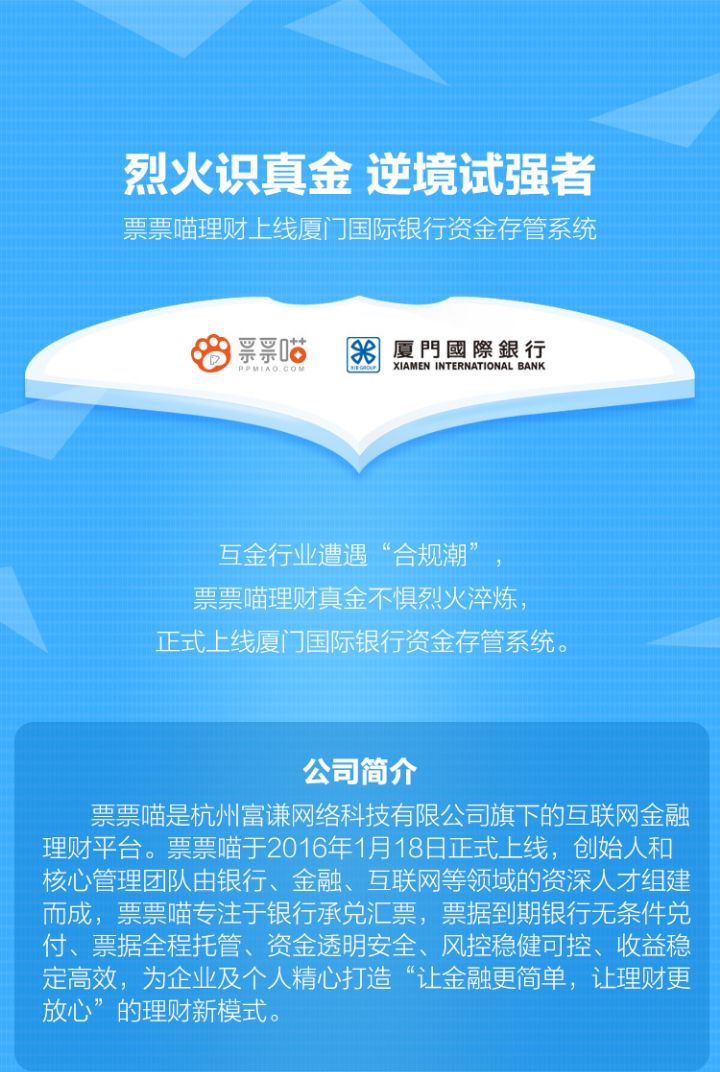 烈火识真金 逆境试强者
票票喵理财上线厦门国际银行资金存管系统
票票喵
PPMIAO.COM
XIB GROUP
厦門國際銀行
XIAMEN INTERNATIONAL BANK
互金行业遭遇“合规潮”，
票票喵理财真金不惧烈火淬炼，
正式上线厦门国际银行资金存管系统。
公司简介
票票喵是杭州富谦网络科技有限公司旗下的互联网金融
理财平台。票票喵于2016年1月18日正式上线，创始人和
核心管理团队由银行、金融、互联网等领域的资深人才组建
而成，票票喵专注于银行承兑汇票，票据到期银行无条件兑
付、票据全程托管、资金透明安全、风控稳健可控、收益稳
定高效，为企业及个人精心打造“让金融更简单，让理财更
放心”的理财新模式。